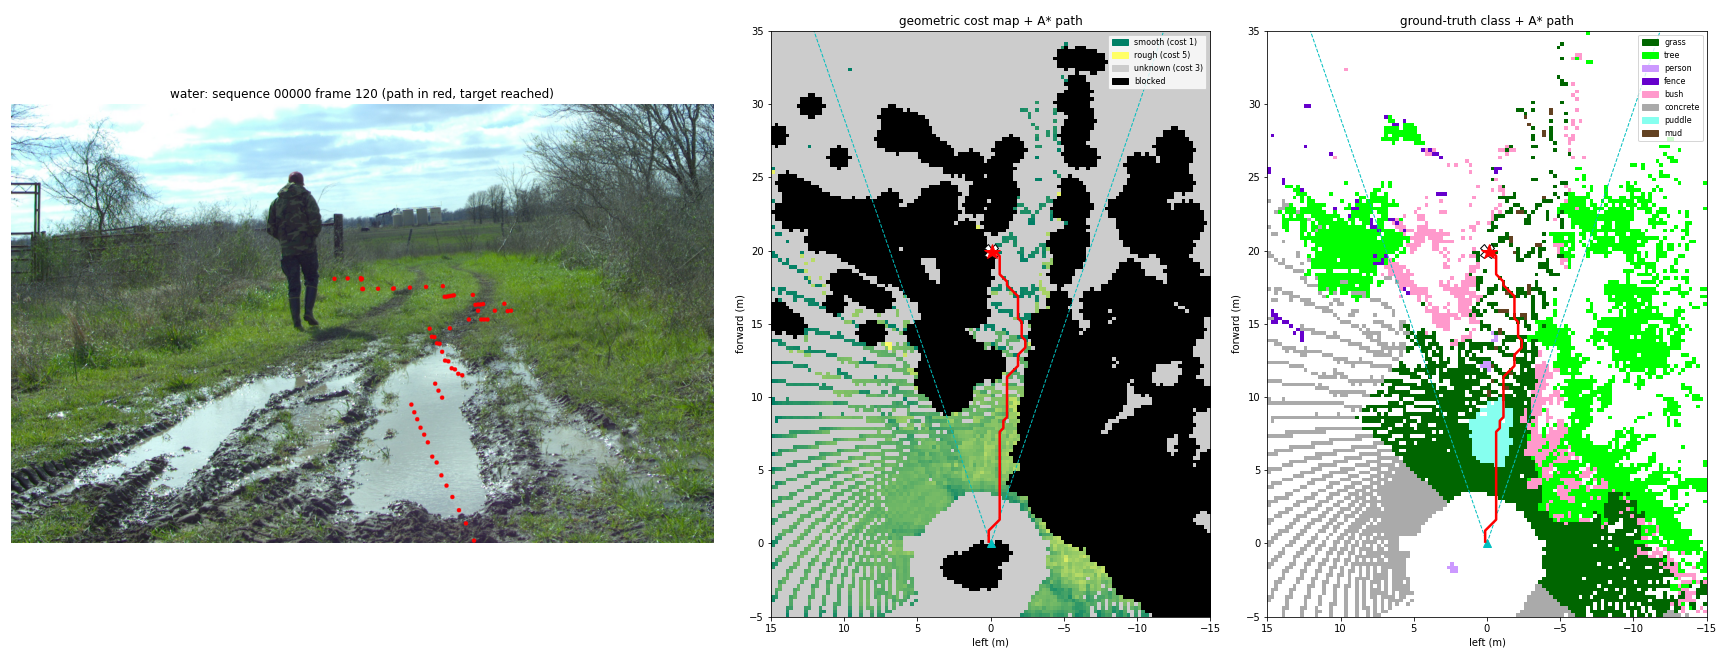 water: sequence 00000 frame 120 (path in red, target reached)
geometric cost map + A* path
smooth (cost 1)
rough (cost 5)
unknown (cost 3)
blocked
35
30
25
20
15
10
5
0
−5
forward (m)
15
10
5
0
−5
−10
−15
left (m)
ground-truth class + A* path
grass
tree
person
fence
bush
concrete
puddle
mud
35
30
25
20
15
10
5
0
−5
forward (m)
15
10
5
0
−5
−10
−15
left (m)